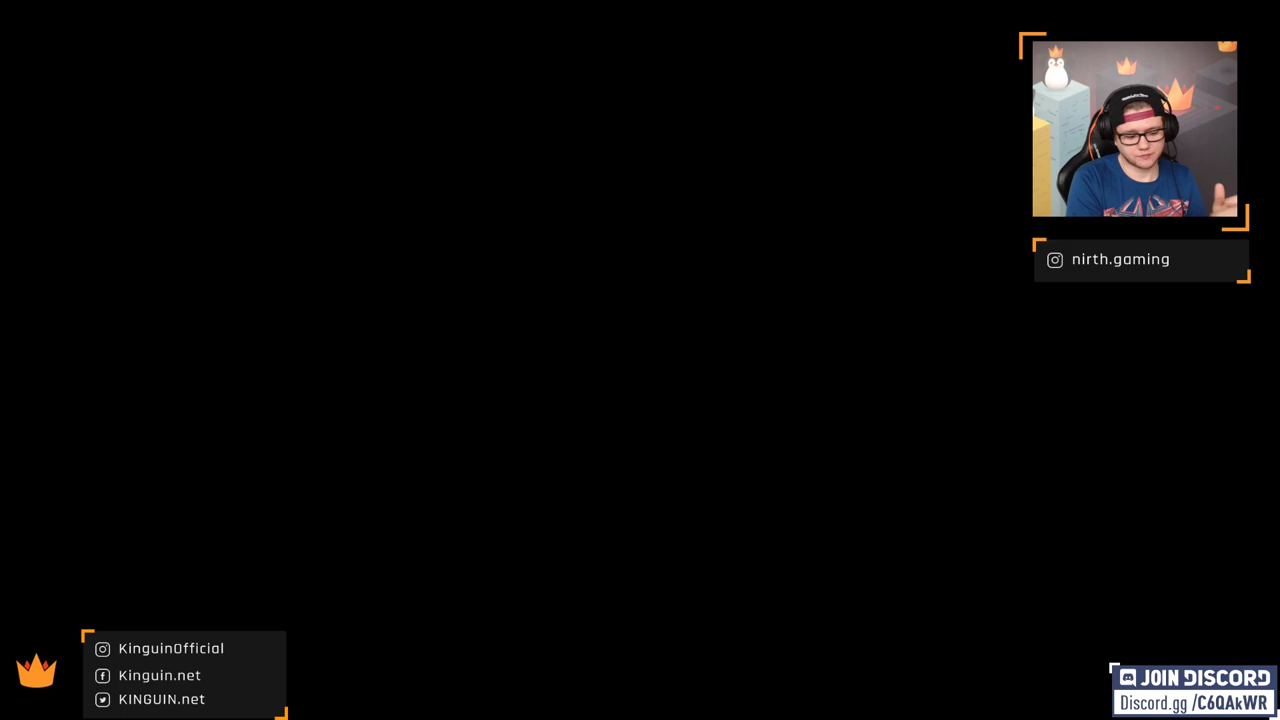 nirth.gaming
KinguinOfficial
Kinguin.net
KINGUIN.net
JOIN DISCORD
Discord.gg /C6QAkWR